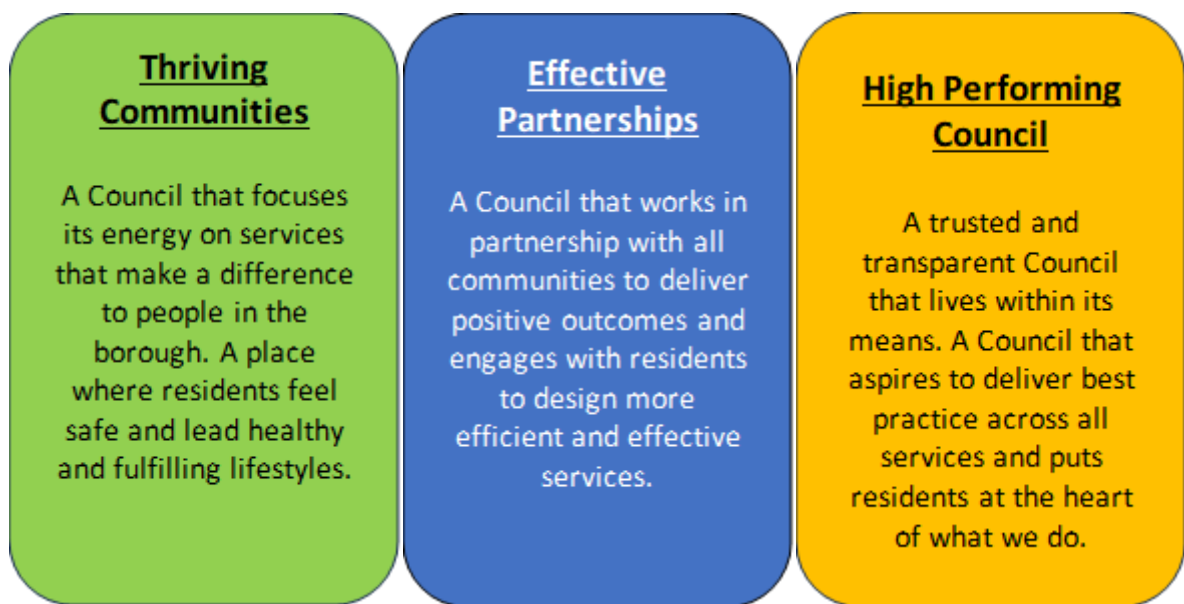 Thriving
Communities
A Council that focuses
its energy on services
that make a difference
to people in the
borough. A place
where residents feel
safe and lead healthy
and fulfilling lifestyles.
Effective
Partnerships
A Council that works in
partnership with all
communities to deliver
positive outcomes and
engages with residents
to design more
efficient and effective
services.
High Performing
Council
A trusted and
transparent Council
that lives within its
means. A Council that
aspires to deliver best
practice across all
services and puts
residents at the heart
of what we do.